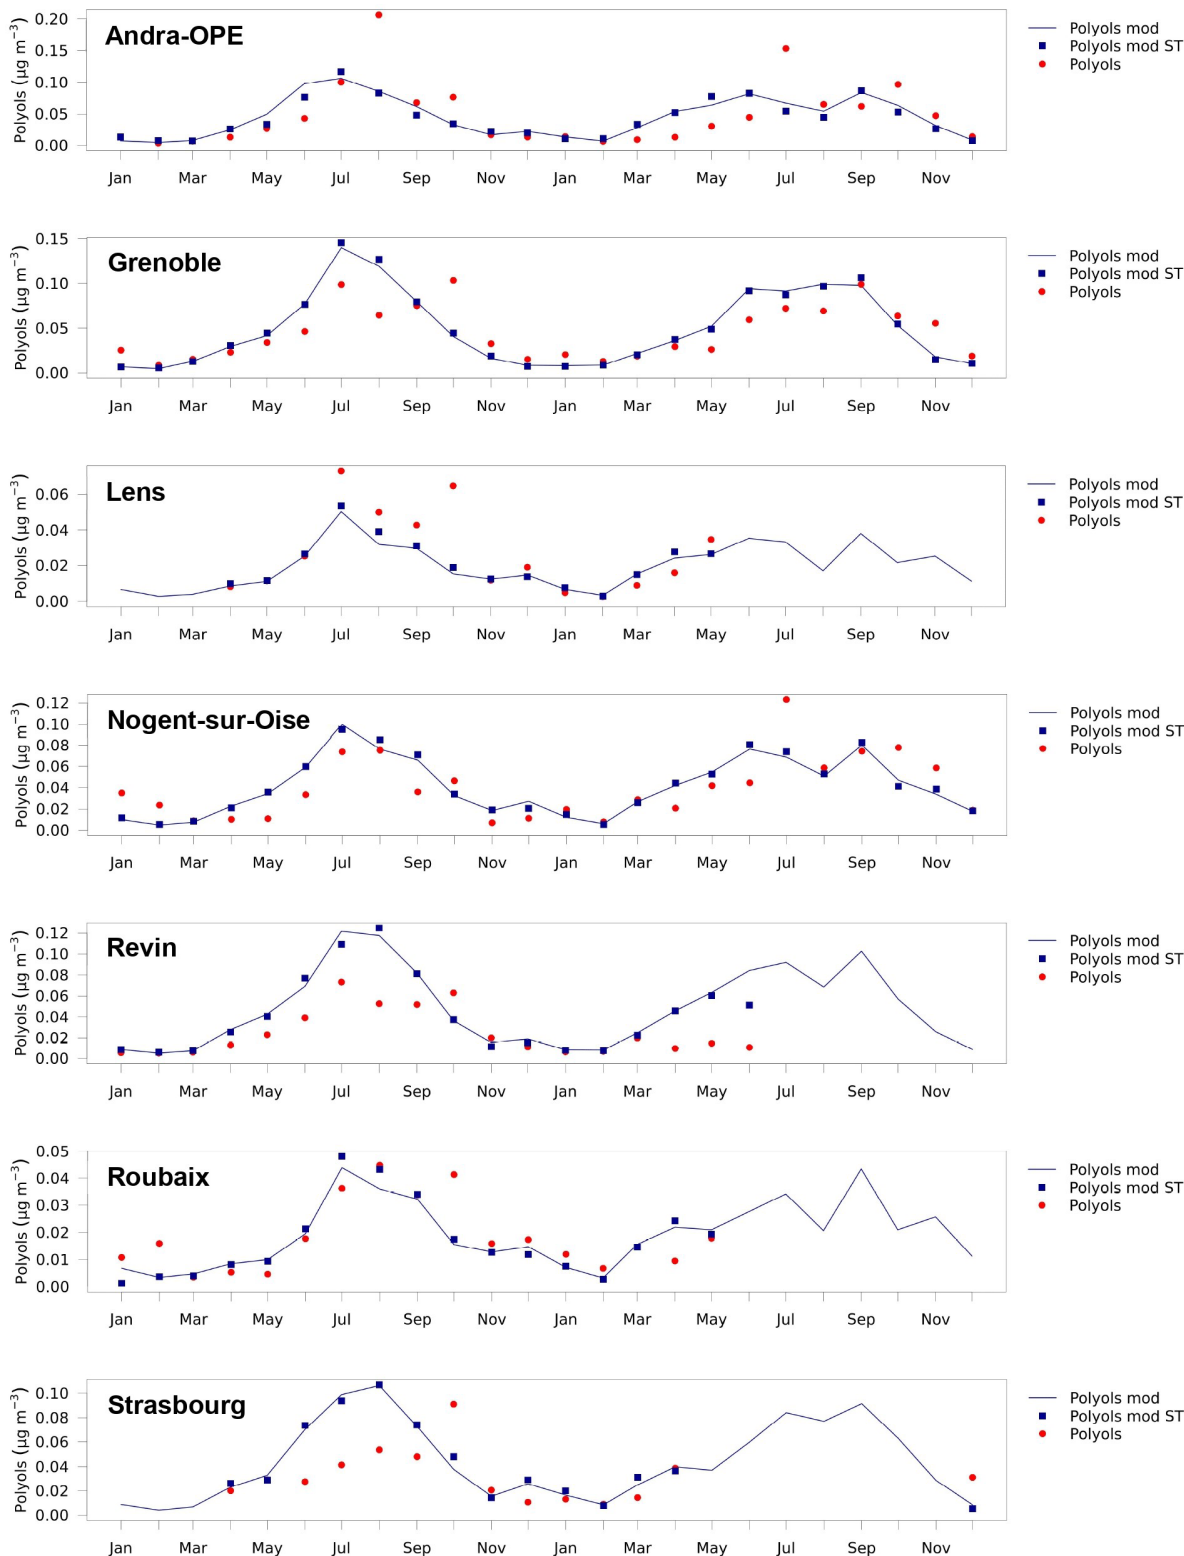 Andra-OPE
Polyols (µg m⁻³)
0.20
0.15
0.10
0.05
0.00
Jan Mar May Jul Sep Nov Jan Mar May Jul Sep Nov
Polyols mod
Polyols mod ST
Polyols
Grenoble
Polyols (µg m⁻³)
0.15
0.10
0.05
0.00
Jan Mar May Jul Sep Nov Jan Mar May Jul Sep Nov
Polyols mod
Polyols mod ST
Polyols
Lens
Polyols (µg m⁻³)
0.06
0.04
0.02
0.00
Jan Mar May Jul Sep Nov Jan Mar May Jul Sep Nov
Polyols mod
Polyols mod ST
Polyols
Nogent-sur-Oise
Polyols (µg m⁻³)
0.12
0.10
0.08
0.06
0.04
0.02
0.00
Jan Mar May Jul Sep Nov Jan Mar May Jul Sep Nov
Polyols mod
Polyols mod ST
Polyols
Revin
Polyols (µg m⁻³)
0.12
0.10
0.08
0.06
0.04
0.02
0.00
Jan Mar May Jul Sep Nov Jan Mar May Jul Sep Nov
Polyols mod
Polyols mod ST
Polyols
Roubaix
Polyols (µg m⁻³)
0.05
0.04
0.03
0.02
0.01
0.00
Jan Mar May Jul Sep Nov Jan Mar May Jul Sep Nov
Polyols mod
Polyols mod ST
Polyols
Strasbourg
Polyols (µg m⁻³)
0.10
0.08
0.06
0.04
0.02
0.00
Jan Mar May Jul Sep Nov Jan Mar May Jul Sep Nov
Polyols mod
Polyols mod ST
Polyols